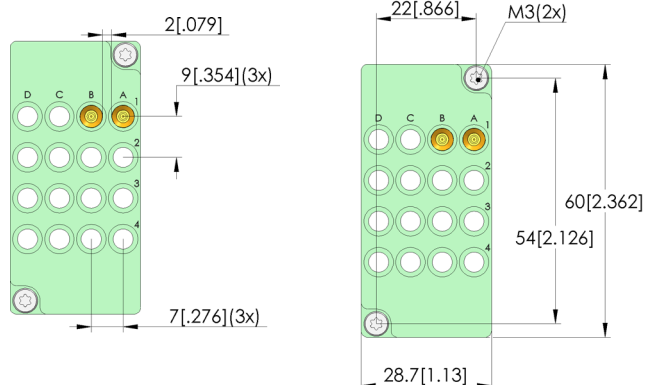 2[.079]
9[.354](3x)
D C B A
1
2
3
4
7[.276](3x)
22[.866]
M3(2x)
D C B A
1
2
3
4
60[2.362]
54[2.126]
28.7[1.13]